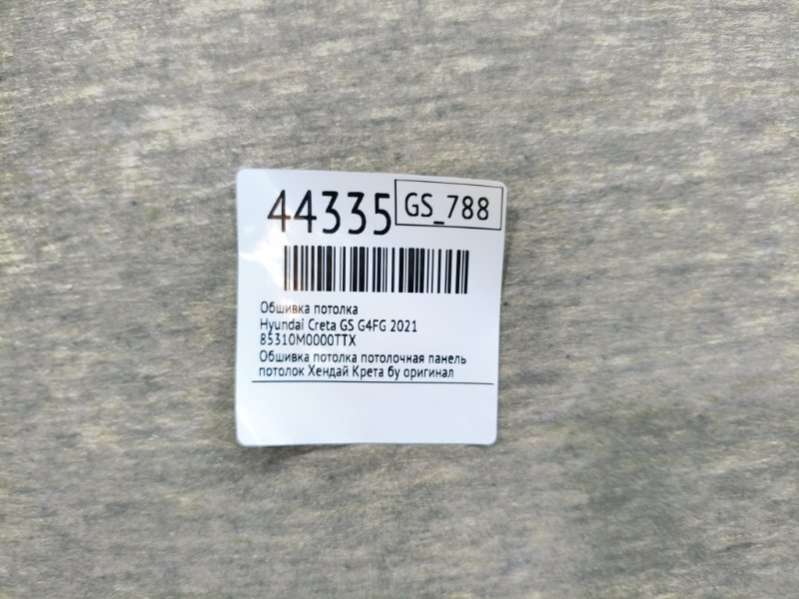 44335 GS_788
Обшивка потолка
Hyundai Creta GS G4FG 2021
85310M0000TTX
Обшивка потолка потолочная панель
потолок Хендай Крета бу оригинал